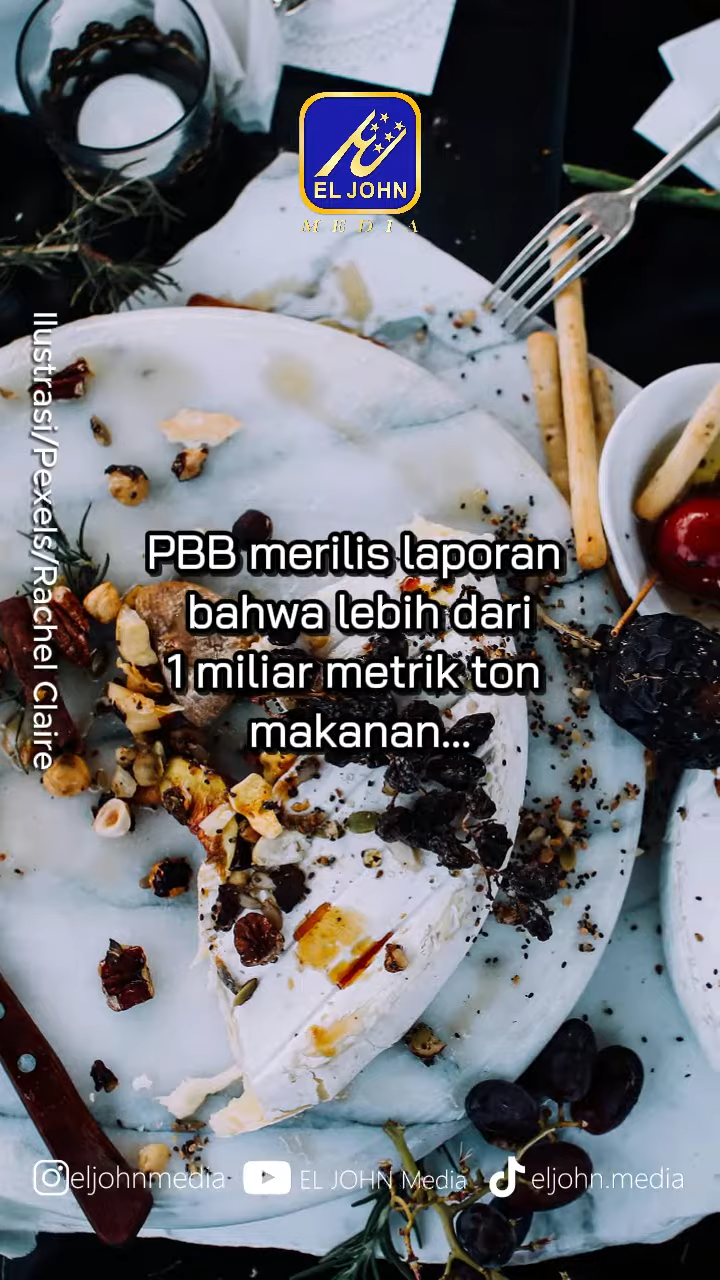 EL JOHN
MEDIA
Ilustrasi/Pexels/Rachel Claire
PBB merilis laporan
bahwa lebih dari
1 miliar metrik ton
makanan...
eljohnmedia
EL JOHN Media
eljohn.media